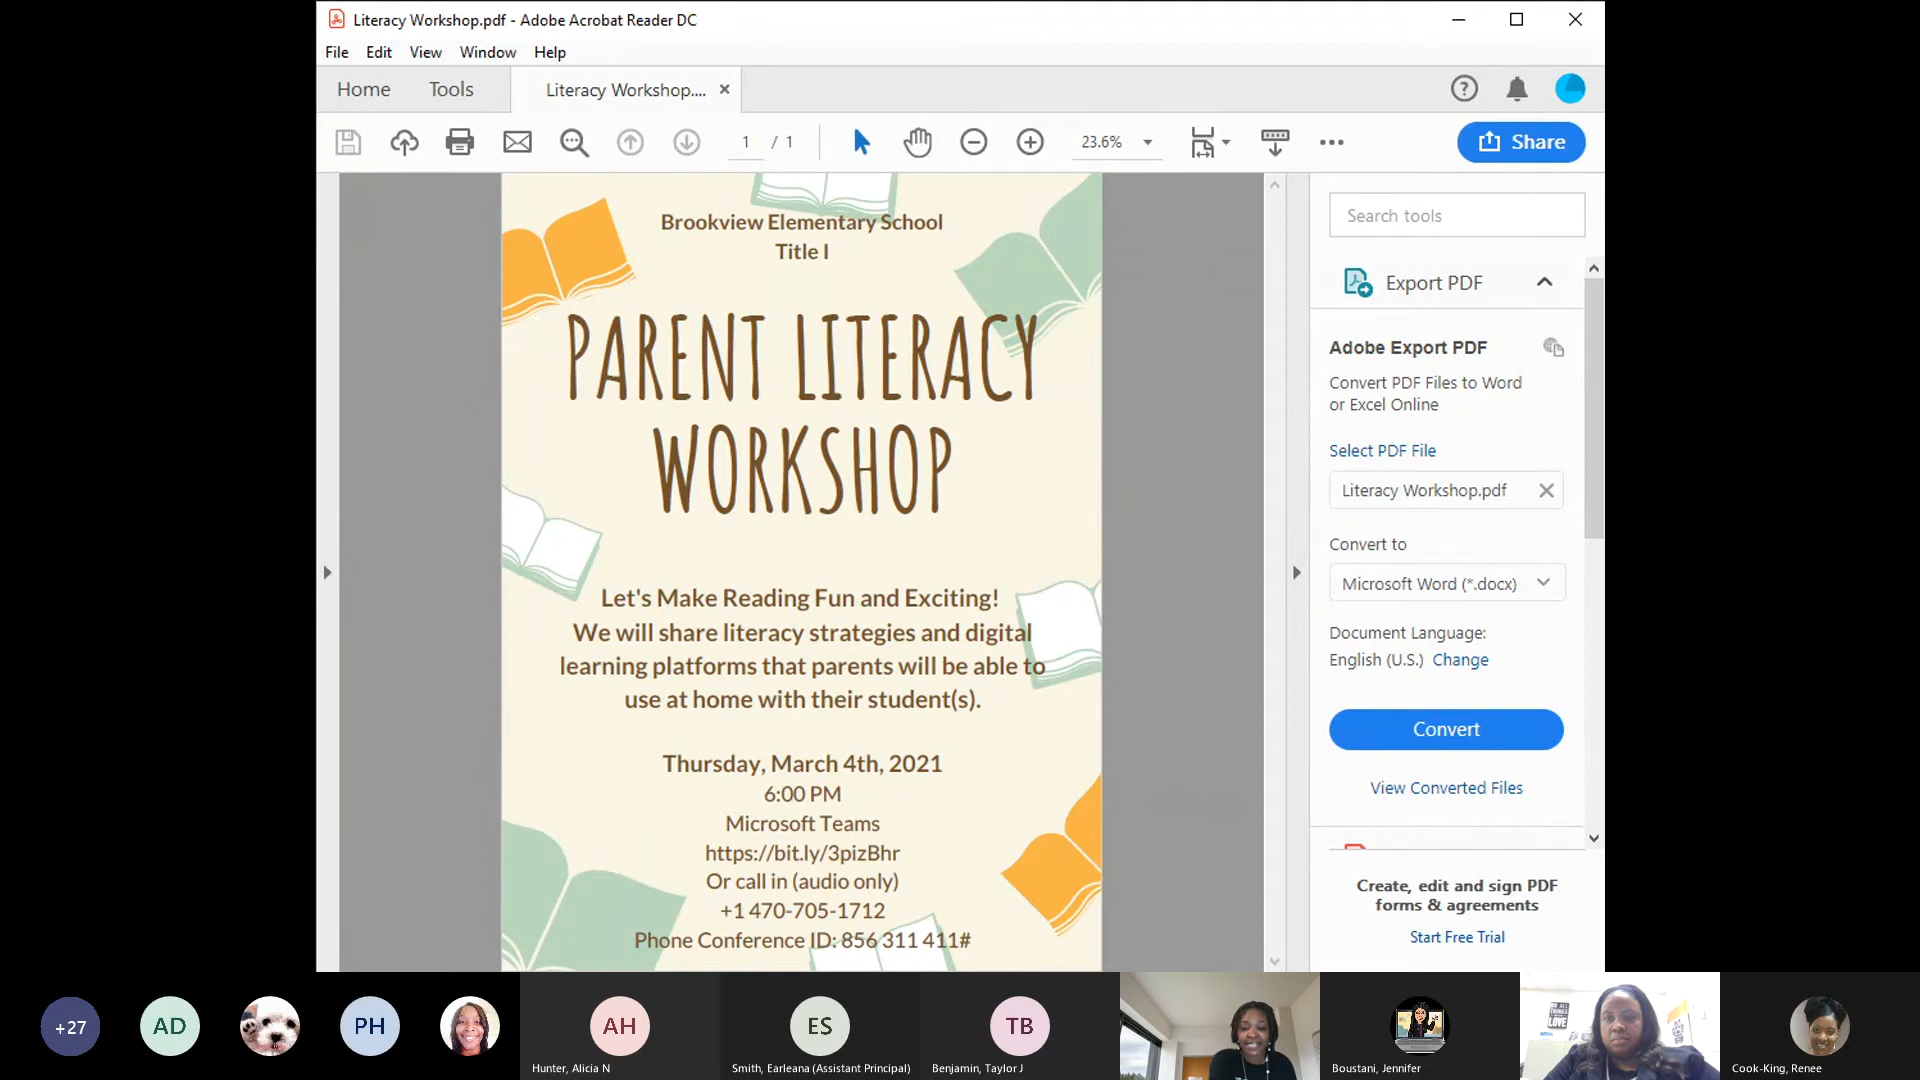 Literacy Workshop.pdf - Adobe Acrobat Reader DC
File Edit View Window Help
Home Tools Literacy Workshop....
1 / 1 23.6% Share
Brookview Elementary School
Title I
PARENT LITERACY
WORKSHOP
Let's Make Reading Fun and Exciting!
We will share literacy strategies and digital
learning platforms that parents will be able to
use at home with their student(s).
Thursday, March 4th, 2021
6:00 PM
Microsoft Teams
https://bit.ly/3pizBhr
Or call in (audio only)
+1 470-705-1712
Phone Conference ID: 856 311 411#
Search tools
Export PDF
Adobe Export PDF
Convert PDF Files to Word
or Excel Online
Select PDF File
Literacy Workshop.pdf
Convert to
Microsoft Word (*.docx)
Document Language:
English (U.S.) Change
Convert
View Converted Files
Create, edit and sign PDF
forms & agreements
Start Free Trial
+27 AD PH AH ES TB
Hunter, Alicia N
Smith, Earleana (Assistant Principal)
Benjamin, Taylor J
Boustani, Jennifer
DO ALL
THINGS
LOVE
Cook-King, Renee